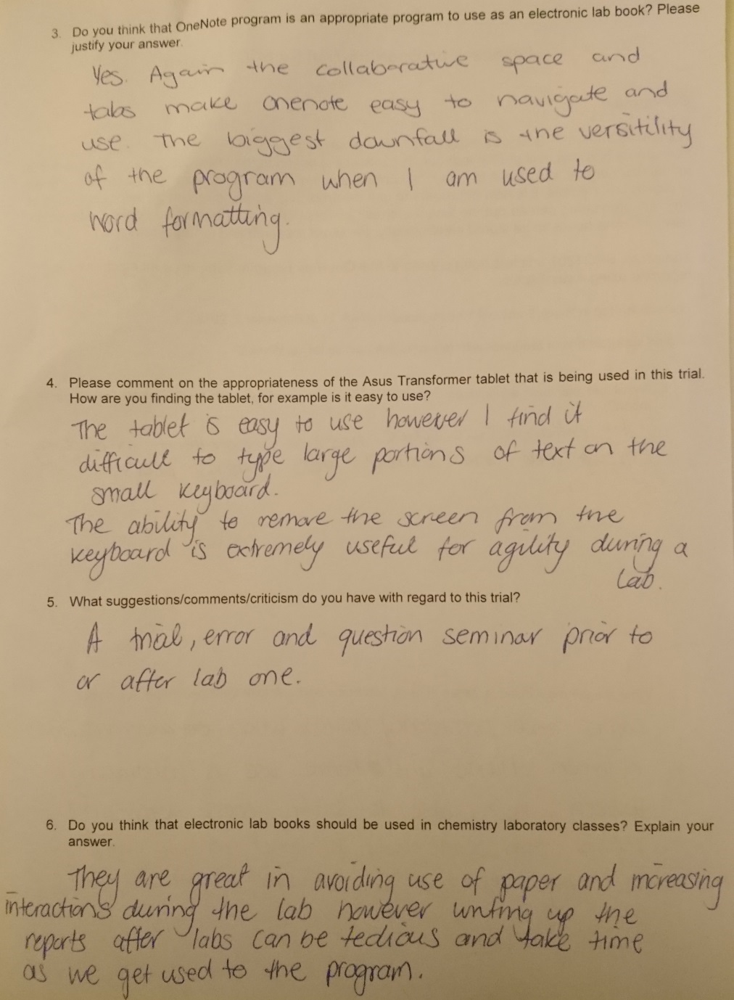 3. Do you think that OneNote program is an appropriate program to use as an electronic lab book? Please
justify your answer.
Yes. Again the collaborative space and
tabs make onenote easy to navigate and
use. The biggest downfall is the versitility
of the program when I am used to
word formatting.
4. Please comment on the appropriateness of the Asus Transformer tablet that is being used in this trial.
How are you finding the tablet, for example is it easy to use?
The tablet is easy to use however I find it
difficult to type large portions of text on the
small keyboard.
The ability to remove the screen from the
keyboard is extremely useful for agility during a
lab.
5. What suggestions/comments/criticism do you have with regard to this trial?
A trial, error and question seminar prior to
or after lab one.
6. Do you think that electronic lab books should be used in chemistry laboratory classes? Explain your
answer.
They are great in avoiding use of paper and increasing
interactions during the lab however writing up the
reports after labs can be tedious and take time
as we get used to the program.